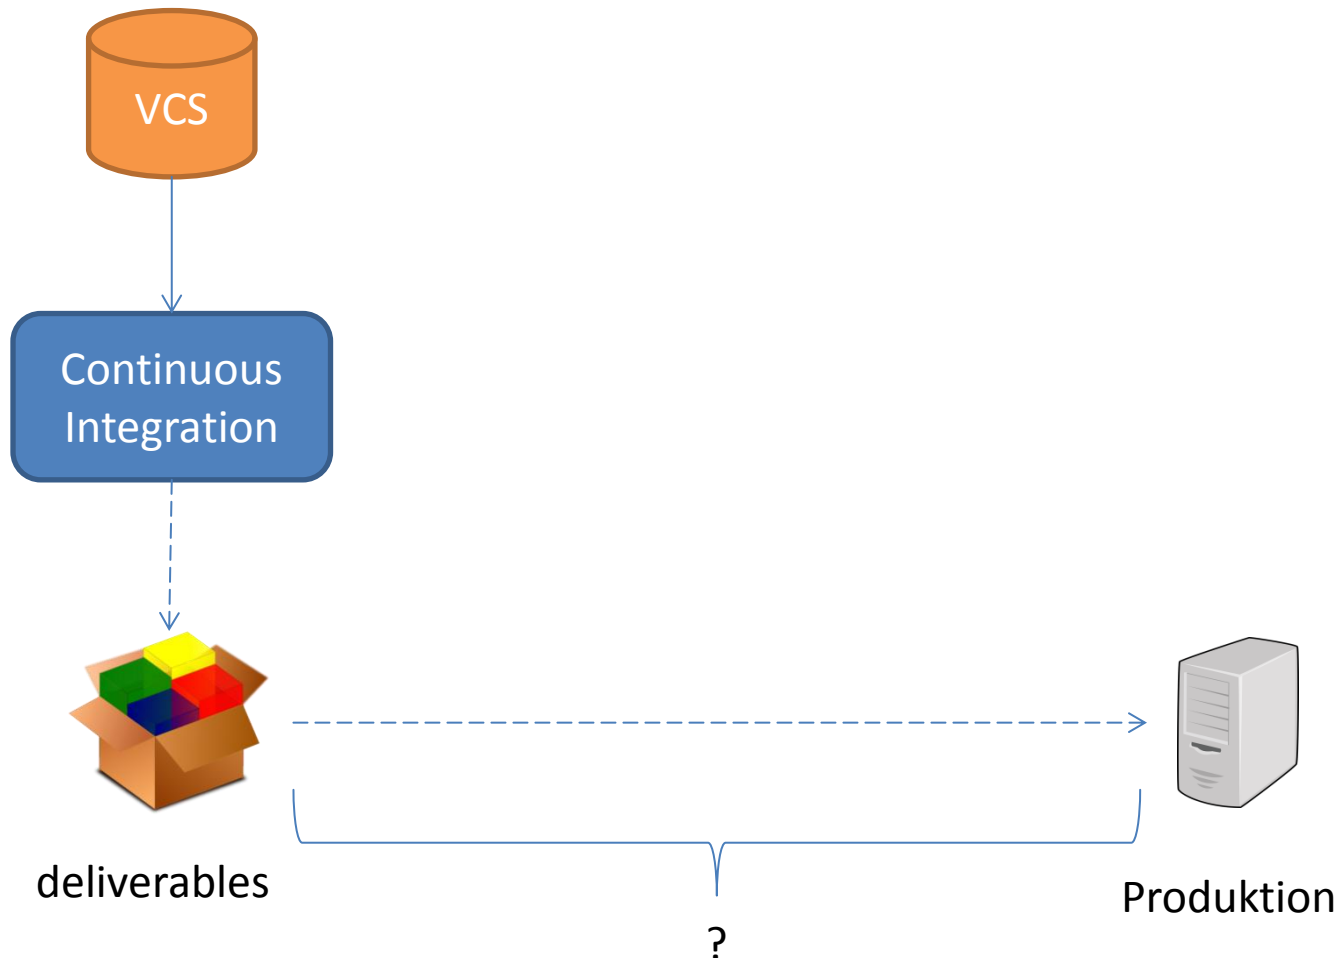 VCS
Continuous
Integration
deliverables
Produktion
?